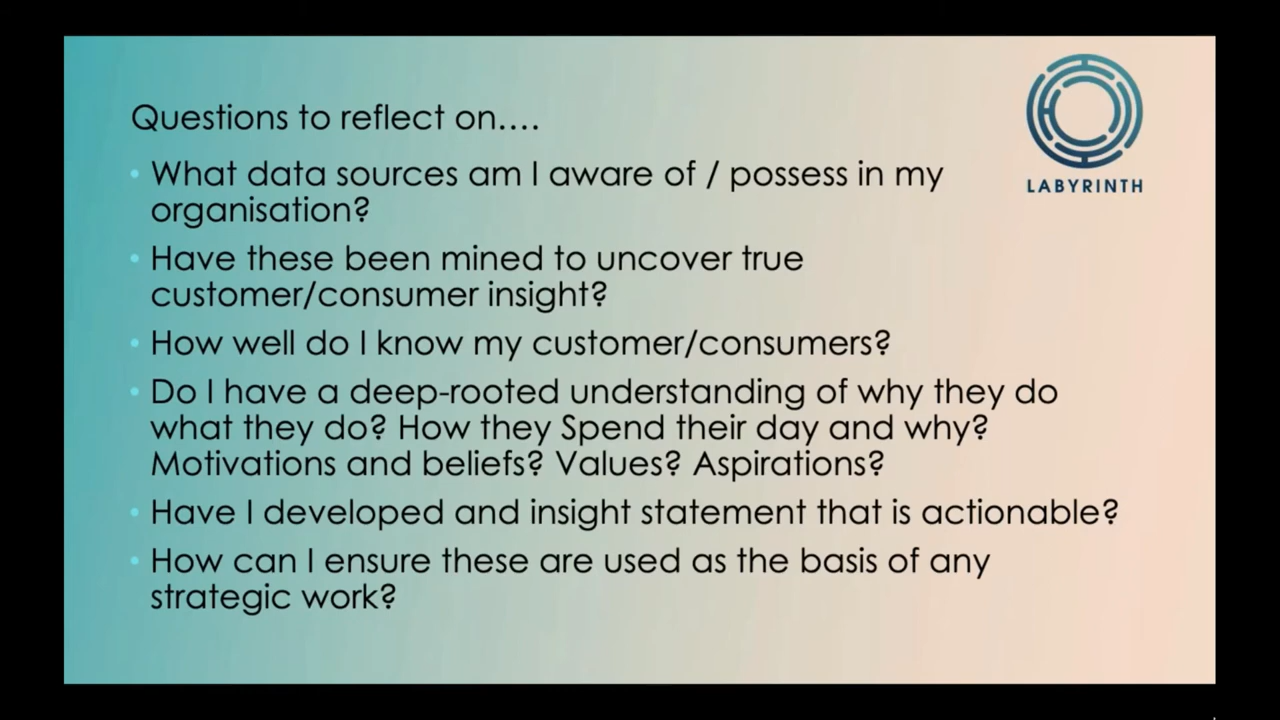 Questions to reflect on....
What data sources am I aware of / possess in my
organisation?
Have these been mined to uncover true
customer/consumer insight?
How well do I know my customer/consumers?
Do I have a deep-rooted understanding of why they do
what they do? How they Spend their day and why?
Motivations and beliefs? Values? Aspirations?
Have I developed and insight statement that is actionable?
How can I ensure these are used as the basis of any
strategic work?
LABYRINTH